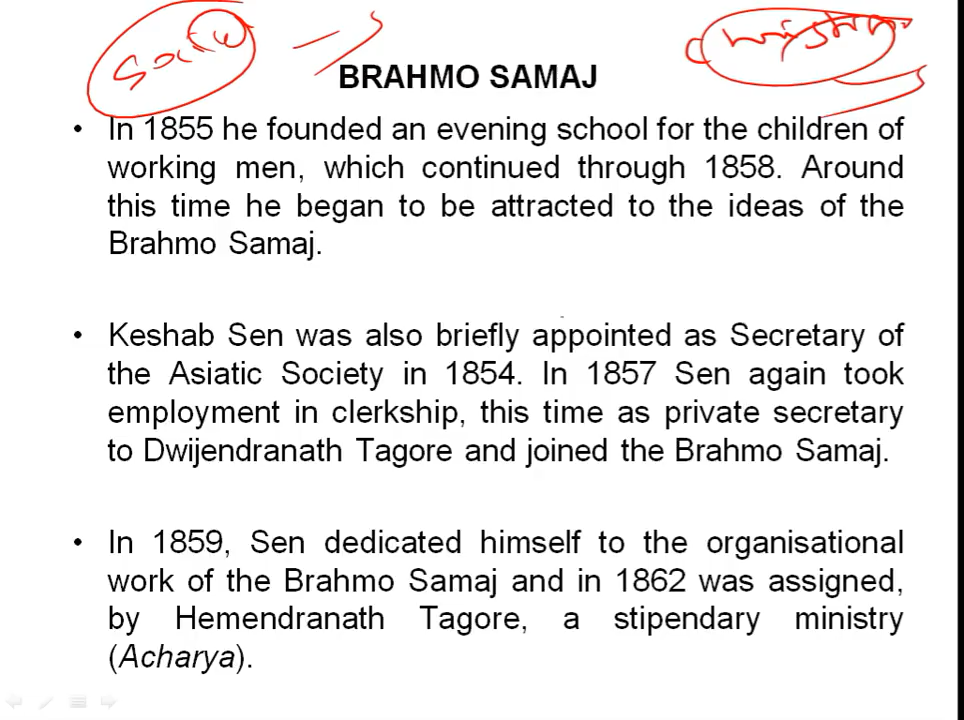 BRAHMO SAMAJ
• In 1855 he founded an evening school for the children of
working men, which continued through 1858. Around
this time he began to be attracted to the ideas of the
Brahmo Samaj.
• Keshab Sen was also briefly appointed as Secretary of
the Asiatic Society in 1854. In 1857 Sen again took
employment in clerkship, this time as private secretary
to Dwijendranath Tagore and joined the Brahmo Samaj.
• In 1859, Sen dedicated himself to the organisational
work of the Brahmo Samaj and in 1862 was assigned,
by Hemendranath Tagore, a stipendary ministry
(Acharya).